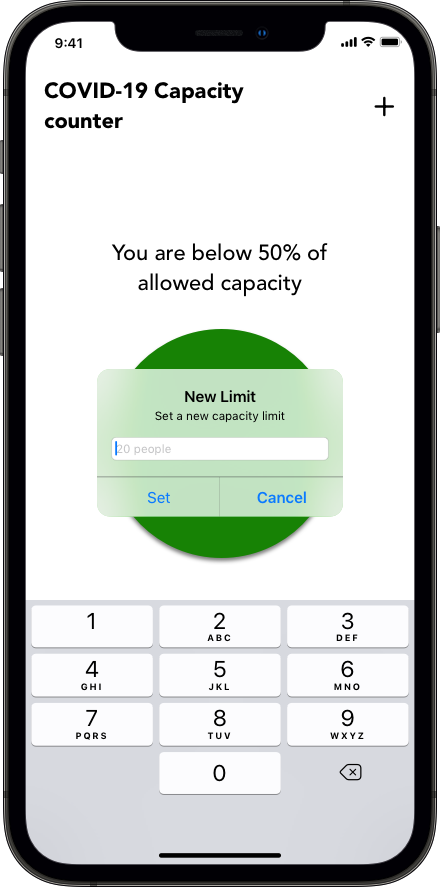 9:41
COVID-19 Capacity
counter
+
You are below 50% of
allowed capacity
New Limit
Set a new capacity limit
20 people
Set
Cancel
1
2
ABC
3
DEF
4
GHI
5
JKL
6
MNO
7
PQRS
8
TUV
9
WXYZ
0